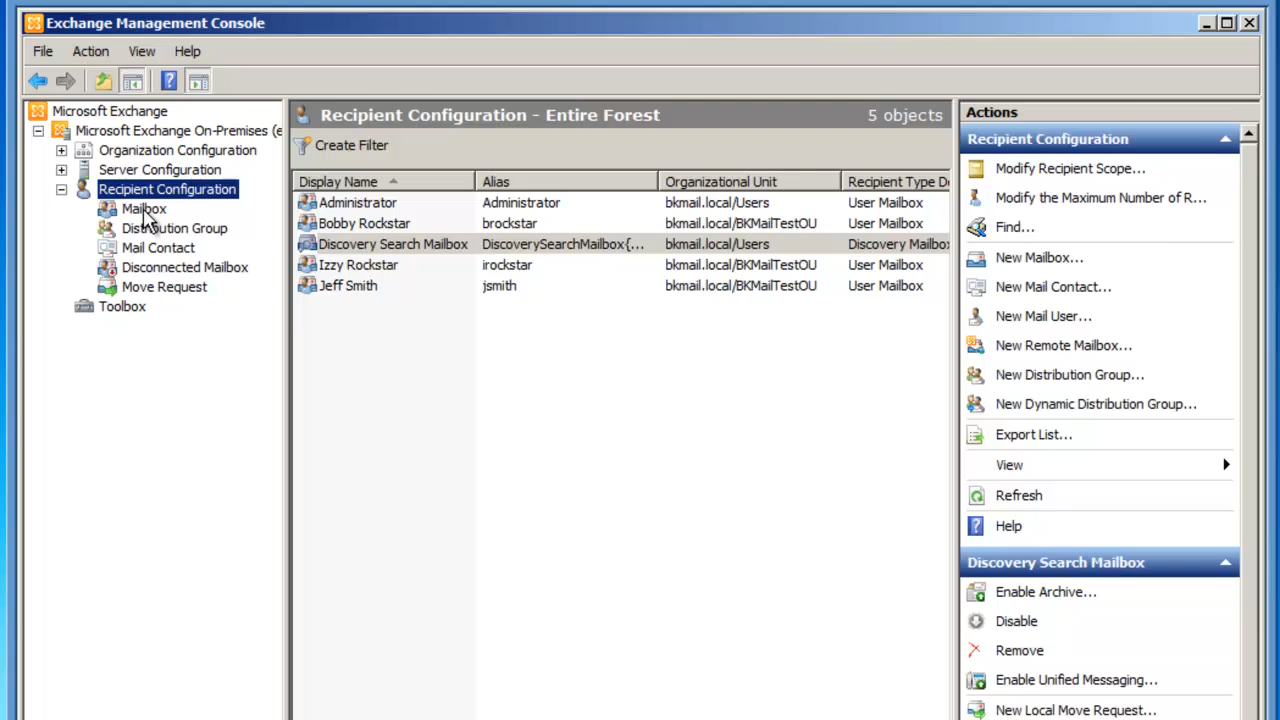 Exchange Management Console
File Action View Help
Microsoft Exchange
Microsoft Exchange On-Premises (e
Organization Configuration
Server Configuration
Recipient Configuration
Mailbox
Distribution Group
Mail Contact
Disconnected Mailbox
Move Request
Toolbox
Recipient Configuration - Entire Forest 5 objects
Create Filter
Display Name Alias Organizational Unit Recipient Type De
Administrator Administrator bkmail.local/Users User Mailbox
Bobby Rockstar brockstar bkmail.local/BKMailTestOU User Mailbox
Discovery Search Mailbox DiscoverySearchMailbox{... bkmail.local/Users Discovery Mailbo
Izzy Rockstar irockstar bkmail.local/BKMailTestOU User Mailbox
Jeff Smith jsmith bkmail.local/BKMailTestOU User Mailbox
Actions
Recipient Configuration
Modify Recipient Scope...
Modify the Maximum Number of R...
Find...
New Mailbox...
New Mail Contact...
New Mail User...
New Remote Mailbox...
New Distribution Group...
New Dynamic Distribution Group...
Export List...
View
Refresh
Help
Discovery Search Mailbox
Enable Archive...
Disable
Remove
Enable Unified Messaging...
New Local Move Request...